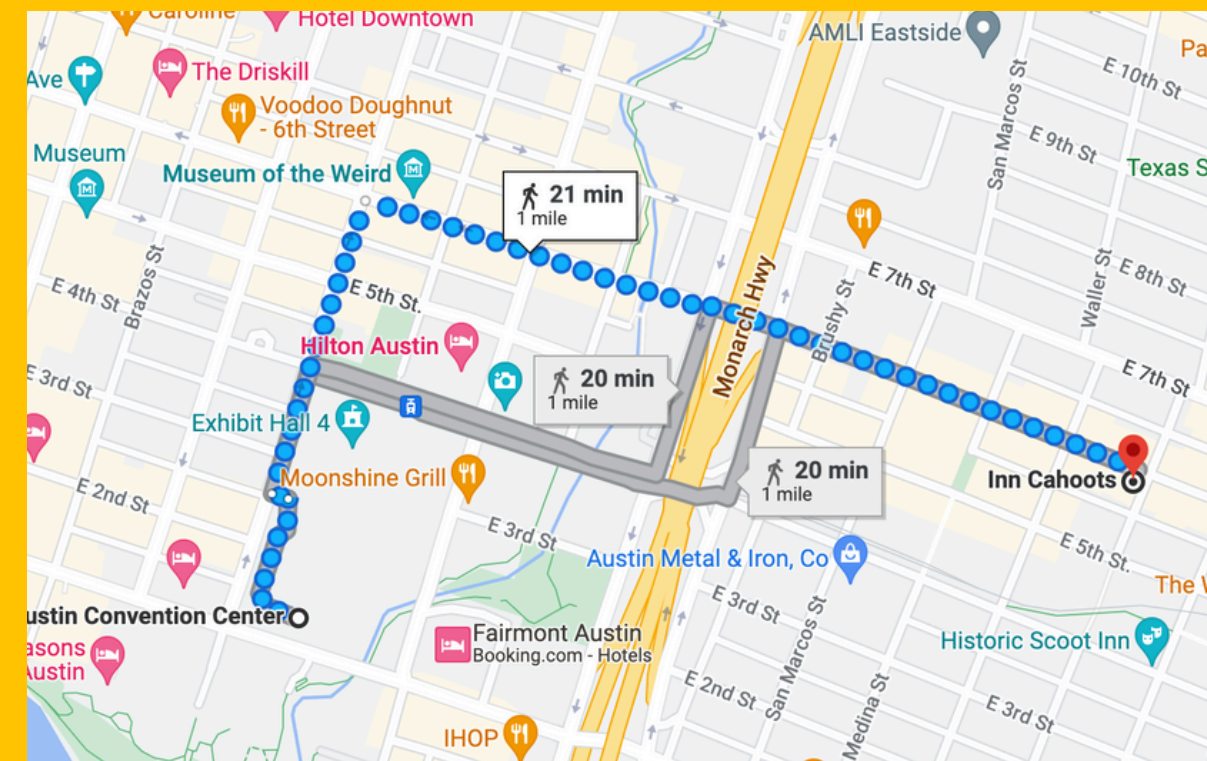 Caroline
Hotel Downtown
AMLI Eastside
Pa
Ave
The Driskill
E 10th St
Voodoo Doughnut
- 6th Street
San Marcos St
E 9th St
Museum
Museum of the Weird
Texas S
21 min
1 mile
Brazos St
E 4th St
E 5th St.
Monarch Hwy
Brushy St
E 7th St
Waller St
E 8th St
Hilton Austin
20 min
1 mile
E 3rd St
E 7th St
Exhibit Hall 4
Moonshine Grill
20 min
1 mile
Inn Cahoots
E 2nd St
E 3rd St
Austin Metal & Iron, Co
E 5th St.
The W
ustin Convention Center
E 3rd St
Fairmont Austin
Booking.com - Hotels
San Marcos St
Historic Scoot Inn
asons
Austin
E 2nd St
Medina St
E 3rd St
IHOP